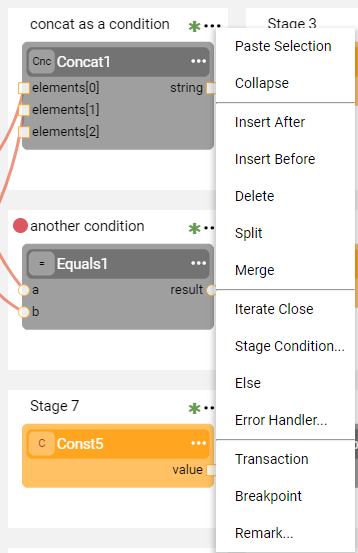 concat as a condition
Cnc Concat1
elements[0] string
elements[1]
elements[2]
another condition
= Equals1
a result
b
Stage 7
C Const5
value
Stage 3
Paste Selection
Collapse
Insert After
Insert Before
Delete
Split
Merge
Iterate Close
Stage Condition...
Else
Error Handler...
Transaction
Breakpoint
Remark...